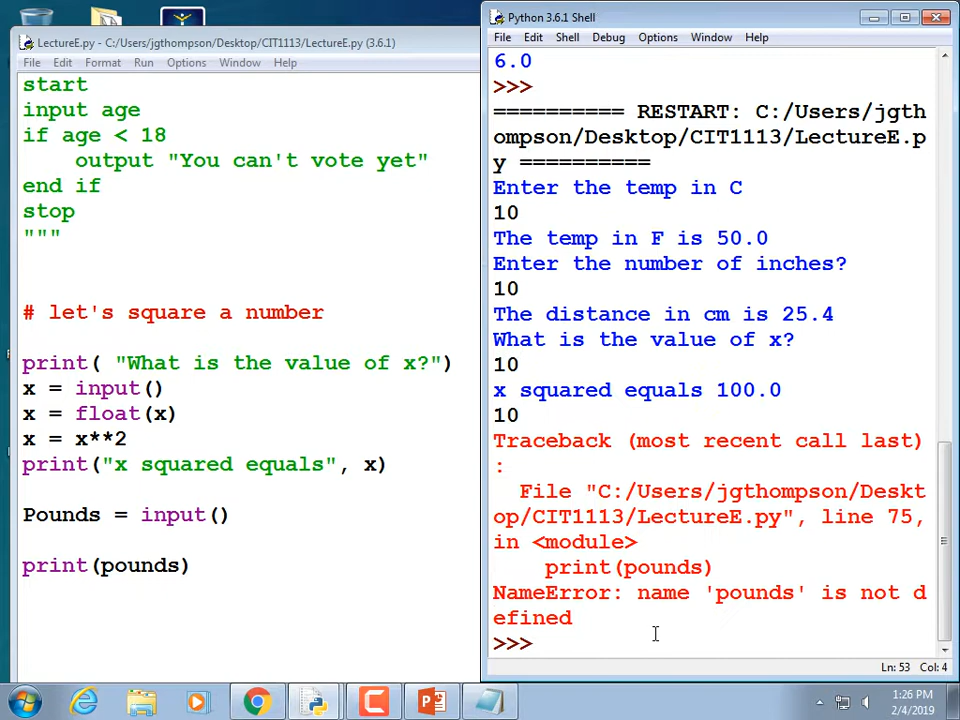 LectureE.py - C:/Users/jgthompson/Desktop/CIT1113/LectureE.py (3.6.1)
File Edit Format Run Options Window Help
start
input age
if age < 18
    output "You can't vote yet"
end if
stop
"""
# let's square a number
print( "What is the value of x?")
x = input()
x = float(x)
x = x**2
print("x squared equals", x)
Pounds = input()
print(pounds)
Python 3.6.1 Shell
File Edit Shell Debug Options Window Help
6.0
>>>
========== RESTART: C:/Users/jgth
ompson/Desktop/CIT1113/LectureE.p
y ==========
Enter the temp in C
10
The temp in F is 50.0
Enter the number of inches?
10
The distance in cm is 25.4
What is the value of x?
10
x squared equals 100.0
10
Traceback (most recent call last)
:
  File "C:/Users/jgthompson/Deskt
op/CIT1113/LectureE.py", line 75,
in <module>
    print(pounds)
NameError: name 'pounds' is not d
efined
>>>
Ln: 53 Col: 4
1:26 PM
2/4/2019